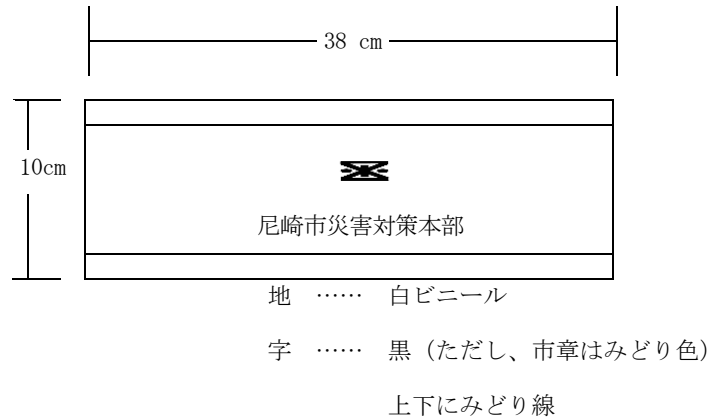 38 cm
10cm
尼崎市災害対策本部
地 …… 白ビニール
字 …… 黒（ただし、市章はみどり色）
上下にみどり線